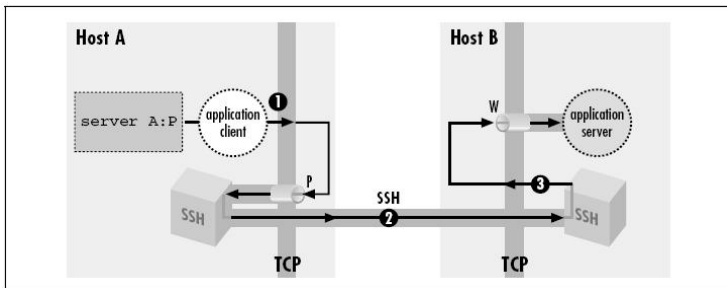 Host A
Host B
1
W
server A:P
application
client
application
server
P
3
SSH
SSH
2
SSH
TCP
TCP